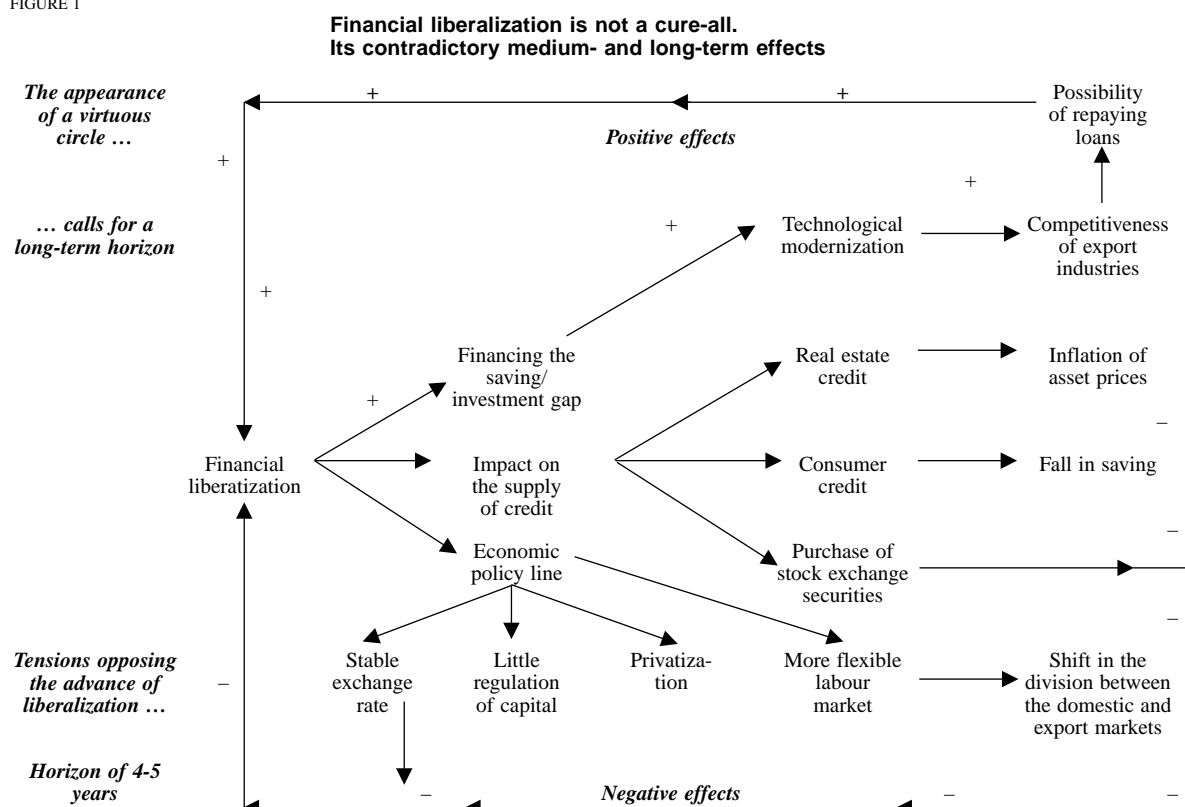 FIGURE 1
Financial liberalization is not a cure-all.
Its contradictory medium- and long-term effects
The appearance
of a virtuous
circle …
+
+
Possibility
of repaying
loans
Positive effects
+
+
… calls for a
long-term horizon
+
Technological
modernization
Competitiveness
of export
industries
+
Financing the
saving/
investment gap
+
Real estate
credit
Inflation of
asset prices
–
Financial
liberatization
Impact on
the supply
of credit
Consumer
credit
Fall in saving
–
Economic
policy line
Purchase of
stock exchange
securities
–
Tensions opposing
the advance of
liberalization …
–
Stable
exchange
rate
Little
regulation
of capital
Privatiza-
tion
More flexible
labour
market
Shift in the
division between
the domestic and
export markets
Horizon of 4-5
years
–
Negative effects
–
–